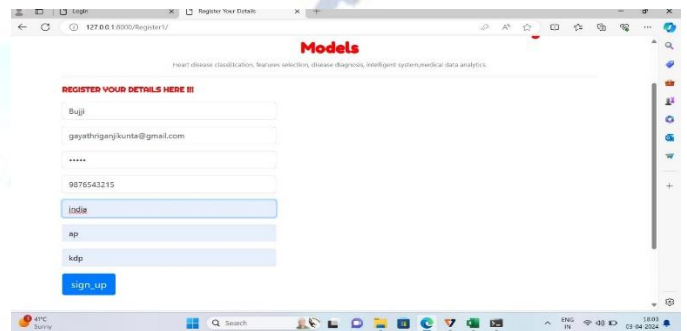 Login
Register Your Details
127.0.0.1:8000/Register1/
Models
Heart disease classification, features selection, disease diagnosis, intelligent system, medical data analytics.
REGISTER YOUR DETAILS HERE !!!
Bujji
gayathriganjikunta@gmail.com
•••••
9876543215
india
ap
kdp
sign_up
41°C
Sunny
Search
ENG
IN
18:03
03-04-2024